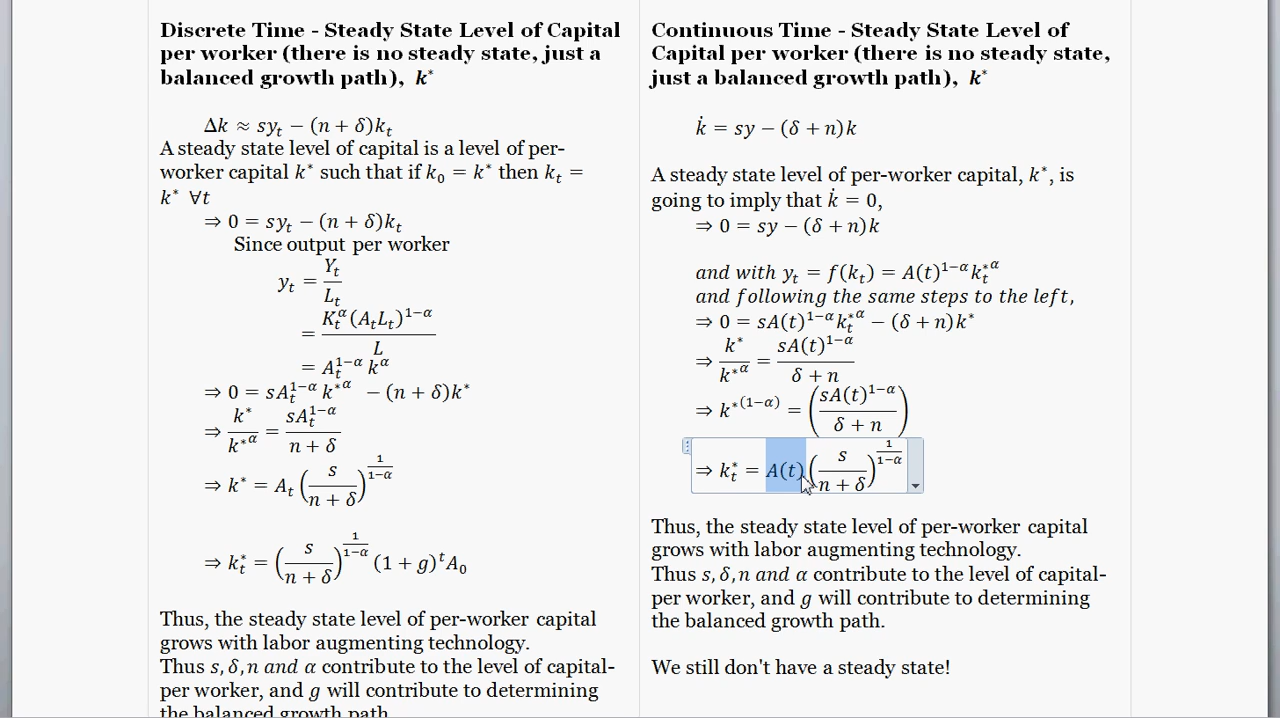 Discrete Time - Steady State Level of Capital
per worker (there is no steady state, just a
balanced growth path), k*
Δk ≈ sy_t − (n + δ)k_t
A steady state level of capital is a level of per-
worker capital k* such that if k_0 = k* then k_t =
k* ∀t
⇒ 0 = sy_t − (n + δ)k_t
Since output per worker
y_t = Y_t / L_t
= K_t^α (A_t L_t)^{1−α} / L
= A_t^{1−α} k^α
⇒ 0 = sA_t^{1−α} k*^α − (n + δ)k*
⇒ k* / k*^α = sA_t^{1−α} / n + δ
⇒ k* = A_t (s / n + δ)^{1/1−α}
⇒ k_t^* = (s / n + δ)^{1/1−α} (1 + g)^t A_0
Thus, the steady state level of per-worker capital
grows with labor augmenting technology.
Thus s, δ, n and α contribute to the level of capital-
per worker, and g will contribute to determining
the balanced growth path
Continuous Time - Steady State Level of
Capital per worker (there is no steady state,
just a balanced growth path), k*
k̇ = sy − (δ + n)k
A steady state level of per-worker capital, k*, is
going to imply that k̇ = 0,
⇒ 0 = sy − (δ + n)k
and with y_t = f(k_t) = A(t)^{1−α} k_t^{*α}
and following the same steps to the left,
⇒ 0 = sA(t)^{1−α} k_t^{*α} − (δ + n)k*
⇒ k* / k*^α = sA(t)^{1−α} / δ + n
⇒ k*^{(1−α)} = (sA(t)^{1−α} / δ + n)
⇒ k_t^* = A(t) (s / n + δ)^{1/1−α}
Thus, the steady state level of per-worker capital
grows with labor augmenting technology.
Thus s, δ, n and α contribute to the level of capital-
per worker, and g will contribute to determining
the balanced growth path.
We still don't have a steady state!